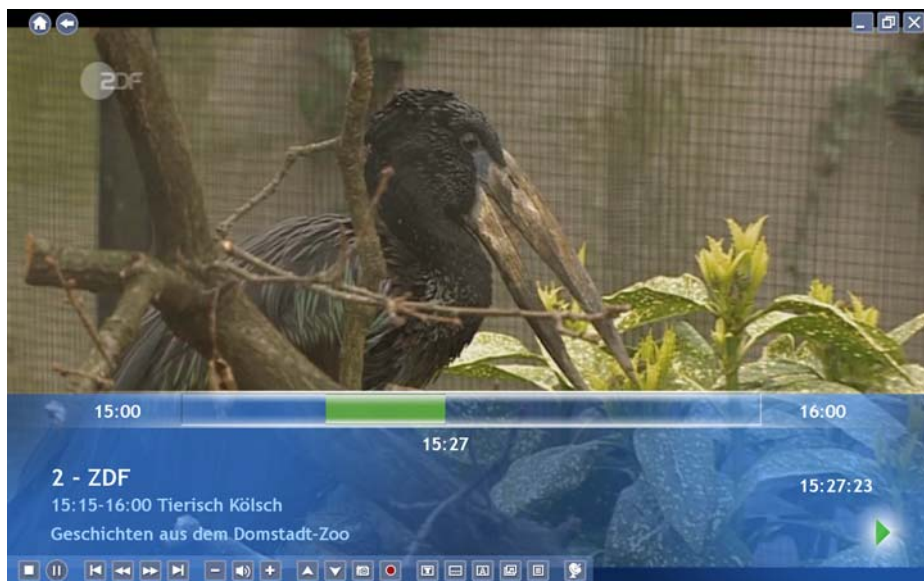 ZDF
15:00
16:00
15:27
2 - ZDF
15:27:23
15:15-16:00 Tierisch Kölsch
Geschichten aus dem Domstadt-Zoo
T
A